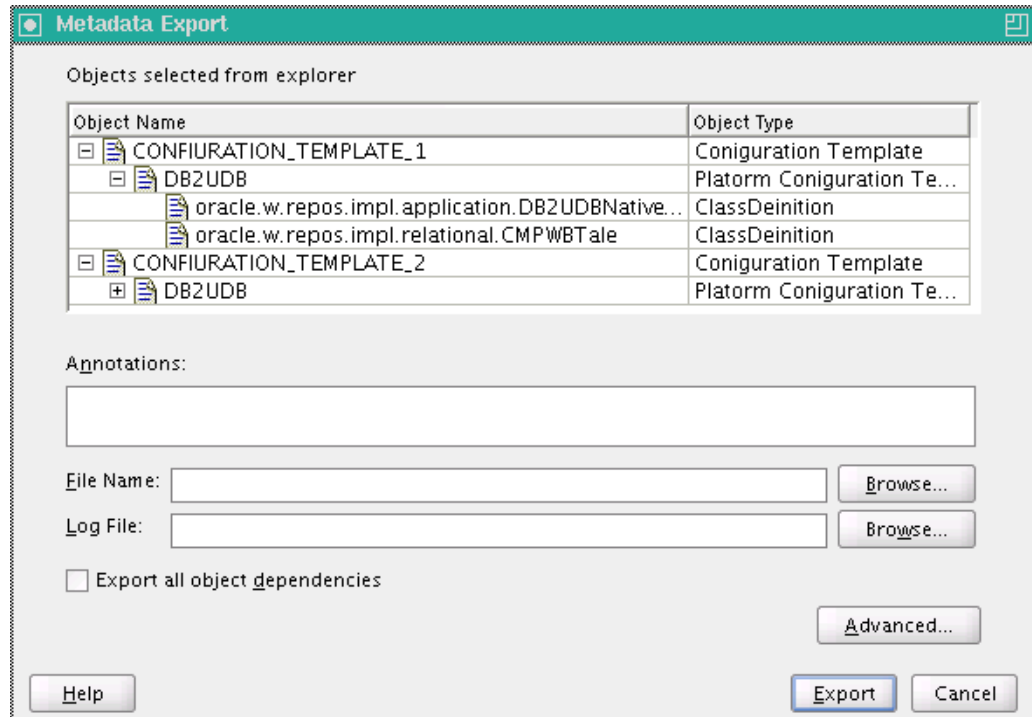 Metadata Export
Objects selected from explorer
Object Name Object Type
CONFIURATION_TEMPLATE_1 Coniguration Template
DB2UDB Platorm Coniguration Te...
oracle.w.repos.impl.application.DB2UDBNative... ClassDeinition
oracle.w.repos.impl.relational.CMPWBTale ClassDeinition
CONFIURATION_TEMPLATE_2 Coniguration Template
DB2UDB Platorm Coniguration Te...
Annotations:
File Name: Browse...
Log File: Browse...
Export all object dependencies
Advanced...
Help Export Cancel